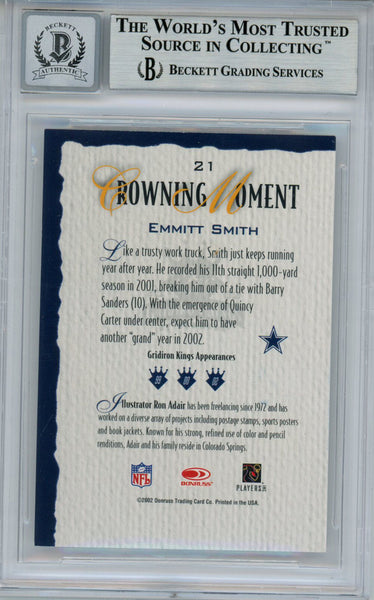 THE WORLD'S MOST TRUSTED
SOURCE IN COLLECTING™
B BECKETT GRADING SERVICES
BECKETT
AUTHENTIC
21
CROWNING MOMENT
EMMITT SMITH
Like a trusty work truck, Smith just keeps running
year after year. He recorded his 11th straight 1,000-yard
season in 2001, breaking him out of a tie with Barry
Sanders (10). With the emergence of Quincy
Carter under center, expect him to have
another "grand" year in 2002.
Gridiron Kings Appearances
99 00 02
Illustrator Ron Adair has been freelancing since 1972 and has
worked on a diverse array of projects including postage stamps, sports posters
and book jackets. Known for his strong, refined use of color and pencil
renditions, Adair and his family reside in Colorado Springs.
NFL
DONRUSS
PLAYERS INC
©2002 Donruss Trading Card Co. Printed in the USA.